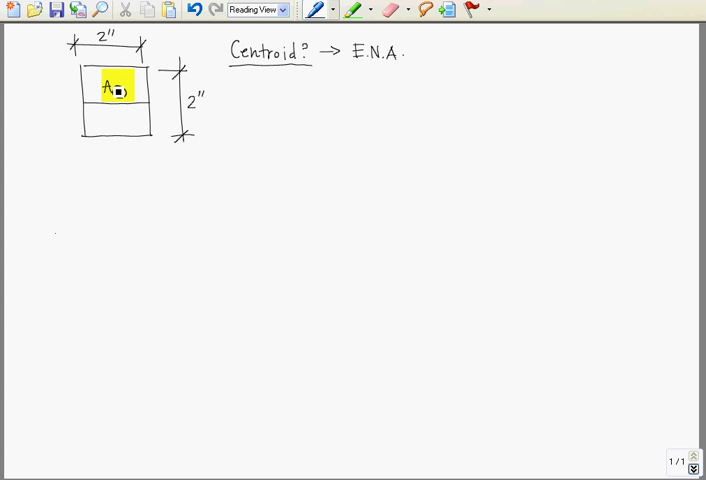 Reading View
2"
Centroid? → E.N.A.
A
2"
1 / 1